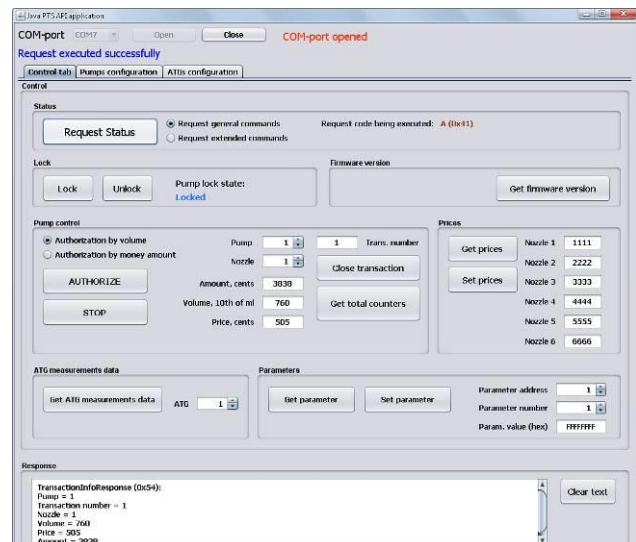 Java PTS API application
COM-port COM7 Open Close COM-port opened
Request executed successfully
Control tab Pumps configuration ATGs configuration
Control
Status
Request Status Request general commands Request code being executed: A (0x41)
Request extended commands
Lock Firmware version
Lock Unlock Pump lock state: Get firmware version
Locked
Pump control Prices
Authorization by volume Pump 1 1 Trans. number Get prices Nozzle 1 1111
Authorization by money amount Nozzle 1 Close transaction Nozzle 2 2222
AUTHORIZE Amount, cents 3838 Set prices Nozzle 3 3333
STOP Volume, 10th of ml 760 Get total counters Nozzle 4 4444
Price, cents 505 Nozzle 5 5555
Nozzle 6 6666
ATG measurements data Parameters
Get ATG measurements data ATG 1 Get parameter Set parameter Parameter address 1
Parameter number 1
Param. value (hex) FFFFFFFF
Response
TransactionInfoResponse (0x54): Clear text
Pump = 1
Transaction number = 1
Nozzle = 1
Volume = 760
Price = 505
Amount = 3838